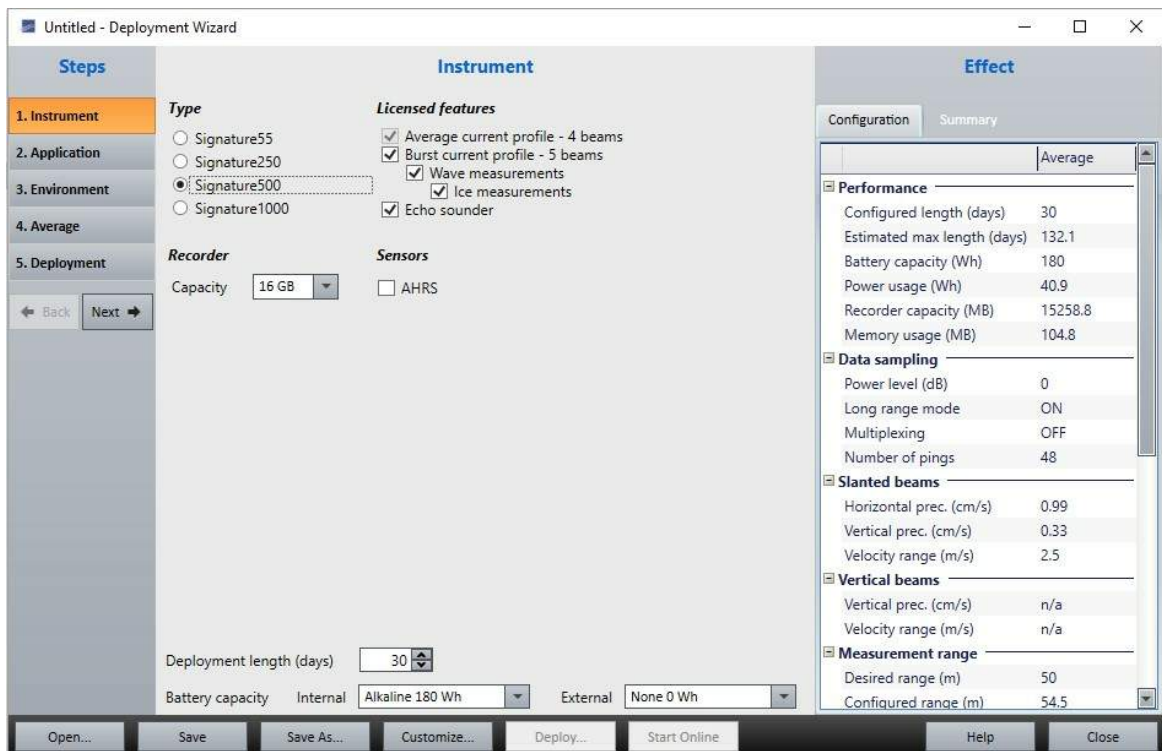 Untitled - Deployment Wizard
Steps
1. Instrument
2. Application
3. Environment
4. Average
5. Deployment
Back
Next
Instrument
Type
Signature55
Signature250
Signature500
Signature1000
Licensed features
Average current profile - 4 beams
Burst current profile - 5 beams
Wave measurements
Ice measurements
Echo sounder
Recorder
Capacity 16 GB
Sensors
AHRS
Deployment length (days) 30
Battery capacity Internal Alkaline 180 Wh External None 0 Wh
Effect
Configuration Summary
Average
Performance
Configured length (days) 30
Estimated max length (days) 132.1
Battery capacity (Wh) 180
Power usage (Wh) 40.9
Recorder capacity (MB) 15258.8
Memory usage (MB) 104.8
Data sampling
Power level (dB) 0
Long range mode ON
Multiplexing OFF
Number of pings 48
Slanted beams
Horizontal prec. (cm/s) 0.99
Vertical prec. (cm/s) 0.33
Velocity range (m/s) 2.5
Vertical beams
Vertical prec. (cm/s) n/a
Velocity range (m/s) n/a
Measurement range
Desired range (m) 50
Configured range (m) 54.5
Open... Save Save As... Customize... Deploy... Start Online Help Close